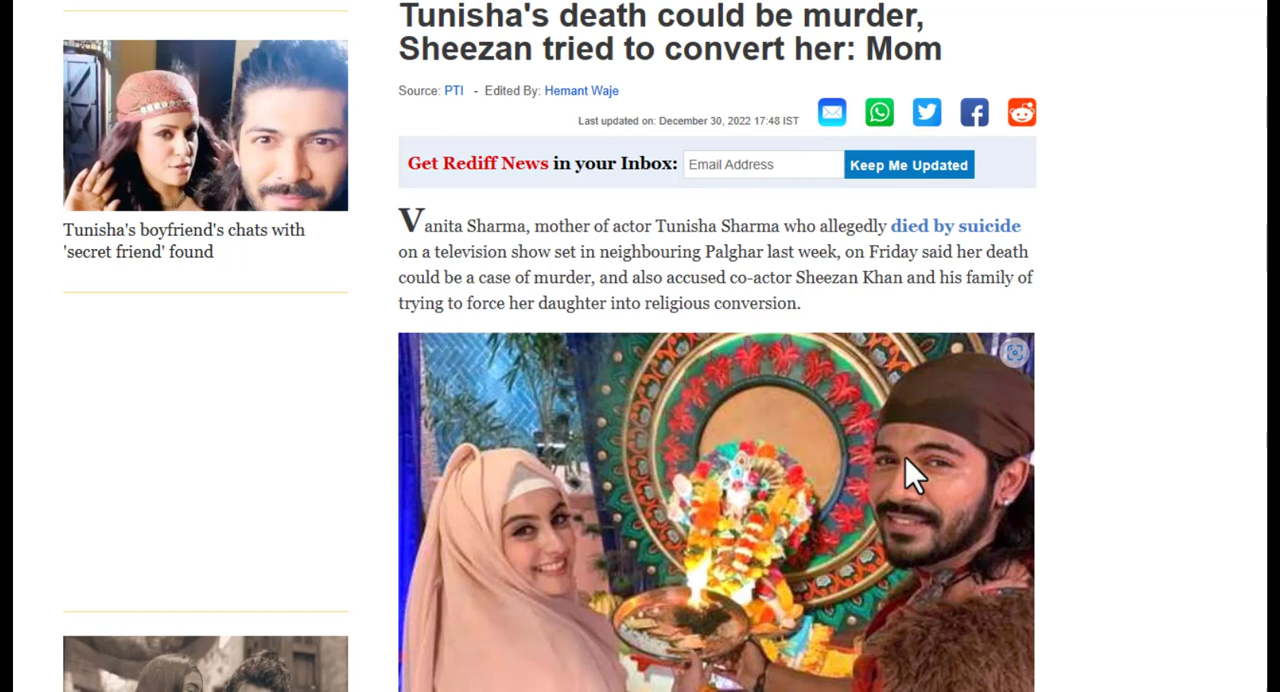 Tunisha's death could be murder,
Sheezan tried to convert her: Mom
Source: PTI - Edited By: Hemant Waje
Last updated on: December 30, 2022 17:48 IST
Get Rediff News in your Inbox: Email Address Keep Me Updated
Vanita Sharma, mother of actor Tunisha Sharma who allegedly died by suicide
on a television show set in neighbouring Palghar last week, on Friday said her death
could be a case of murder, and also accused co-actor Sheezan Khan and his family of
trying to force her daughter into religious conversion.
Tunisha's boyfriend's chats with
'secret friend' found